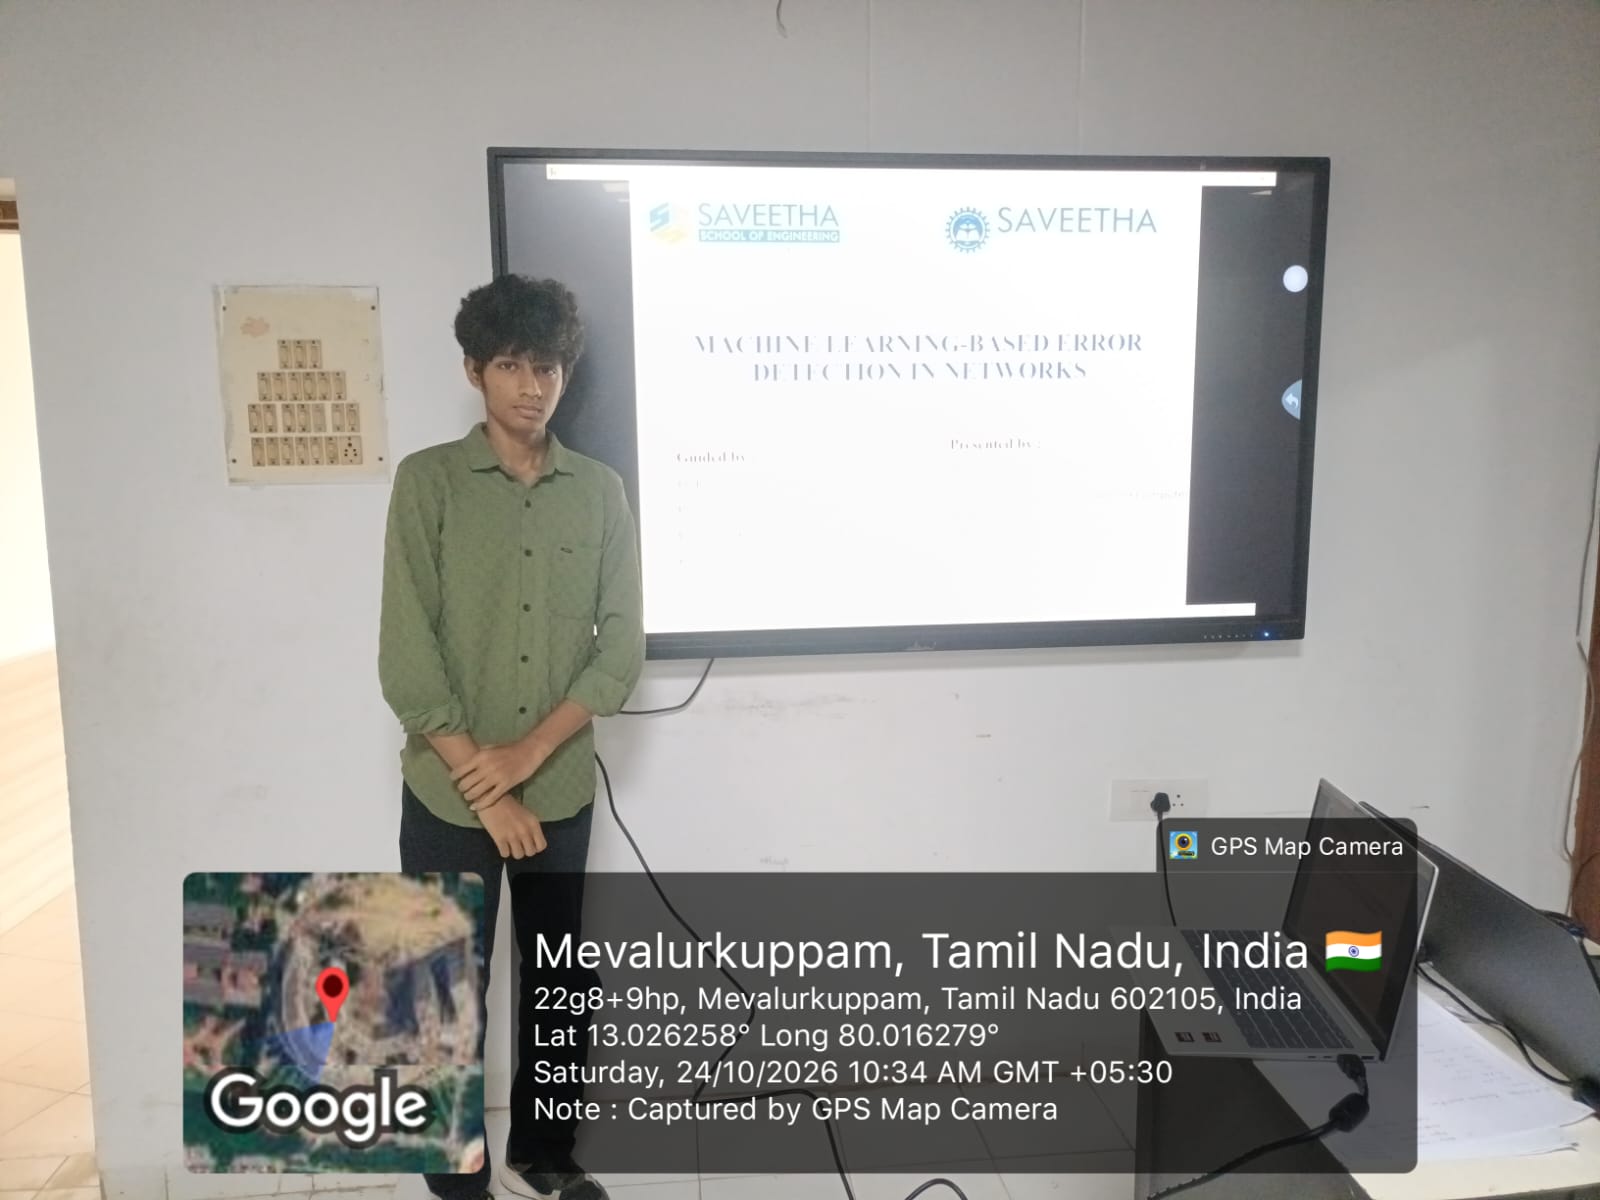 SAVEETHA
SCHOOL OF ENGINEERING
SAVEETHA
MACHINE LEARNING-BASED ERROR
DETECTION IN NETWORKS
Presented by :
Guided by :
GPS Map Camera
Mevalurkuppam, Tamil Nadu, India
22g8+9hp, Mevalurkuppam, Tamil Nadu 602105, India
Lat 13.026258° Long 80.016279°
Saturday, 24/10/2026 10:34 AM GMT +05:30
Note : Captured by GPS Map Camera
Google